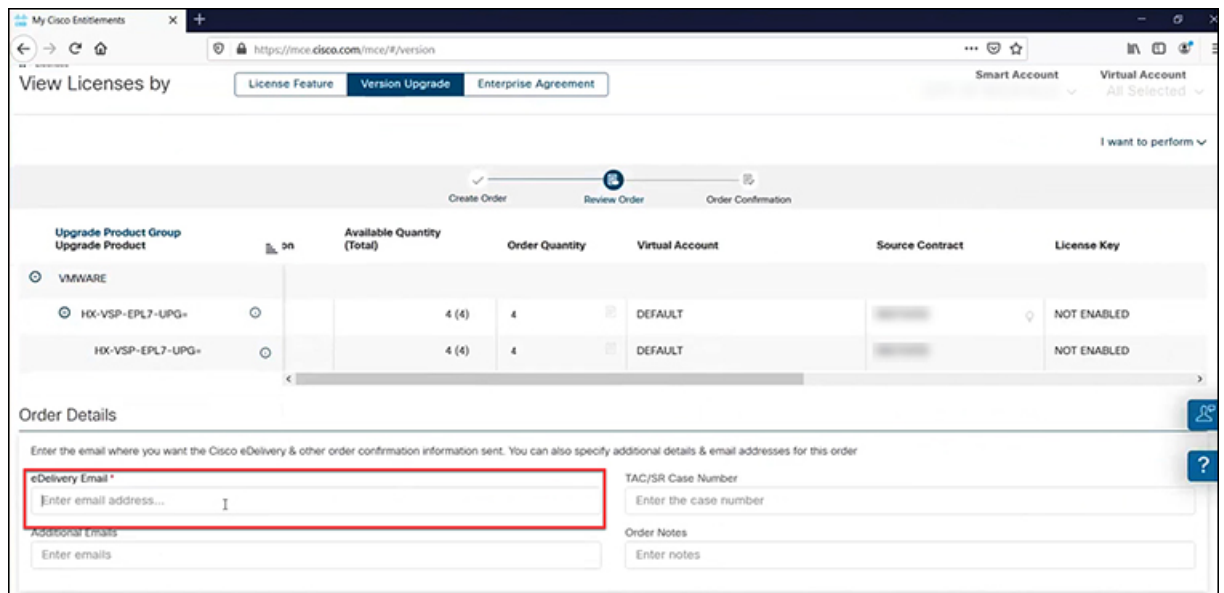 My Cisco Entitlements
https://mce.cisco.com/mce/#/version
View Licenses by
License Feature
Version Upgrade
Enterprise Agreement
Smart Account
Virtual Account
All Selected
I want to perform
Create Order
Review Order
Order Confirmation
Upgrade Product Group
Upgrade Product
on
Available Quantity
(Total)
Order Quantity
Virtual Account
Source Contract
License Key
VMWARE
HX-VSP-EPL7-UPG= 4 (4) 4 DEFAULT NOT ENABLED
HX-VSP-EPL7-UPG= 4 (4) 4 DEFAULT NOT ENABLED
Order Details
Enter the email where you want the Cisco eDelivery & other order confirmation information sent. You can also specify additional details & email addresses for this order
eDelivery Email *
Enter email address...
TAC/SR Case Number
Enter the case number
Additional Emails
Enter emails
Order Notes
Enter notes
?